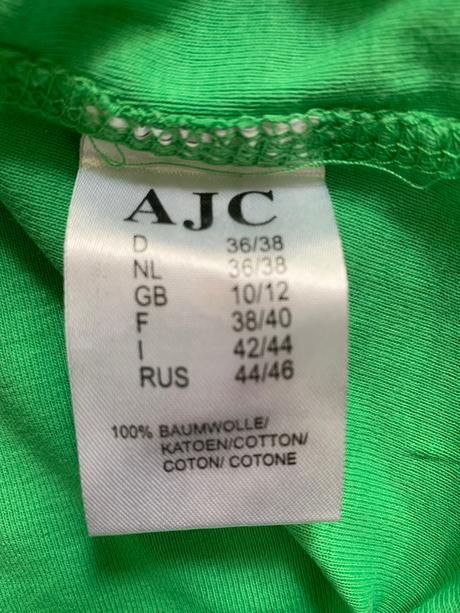 AJC
D 36/38
NL 36/38
GB 10/12
F 38/40
I 42/44
RUS 44/46
100% BAUMWOLLE/
KATOEN/COTTON/
COTON/ COTONE